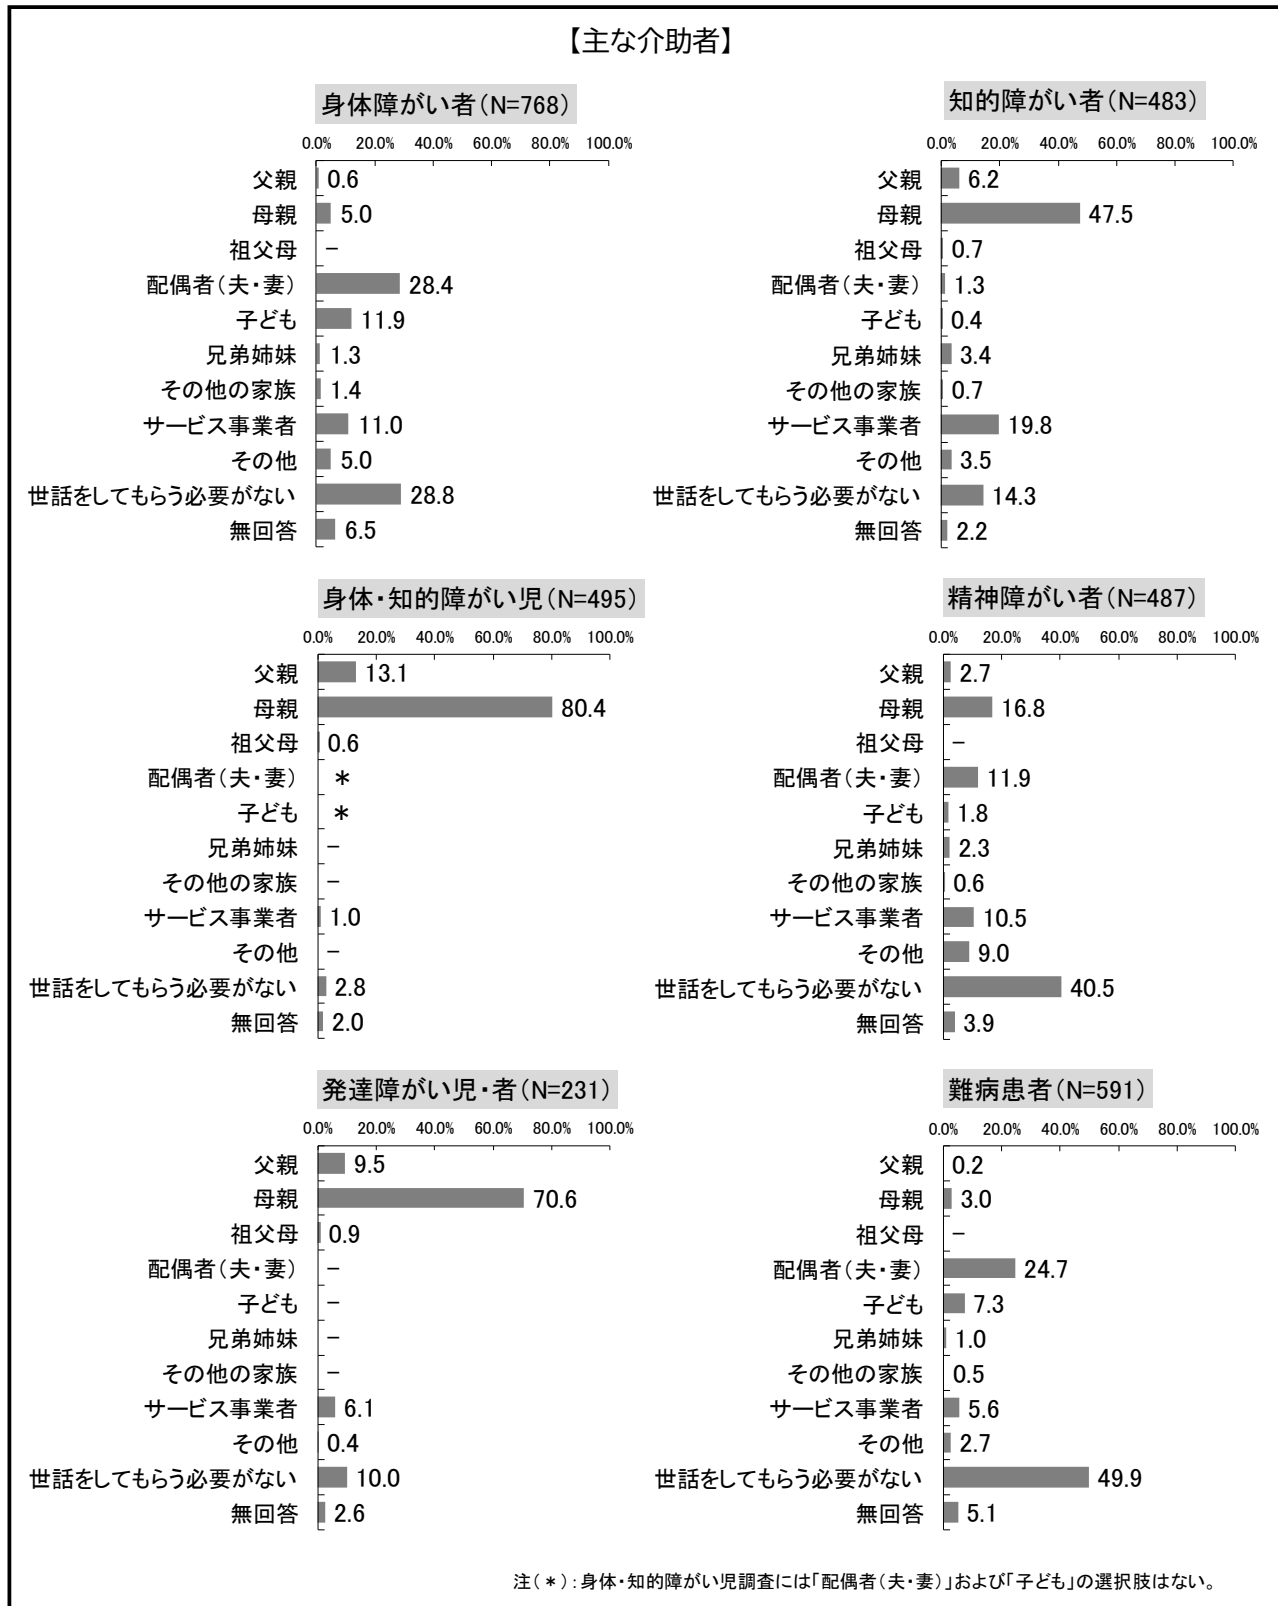 【主な介助者】
身体障がい者(N=768)
0.0% 20.0% 40.0% 60.0% 80.0% 100.0%
父親 0.6
母親 5.0
祖父母 −
配偶者(夫・妻) 28.4
子ども 11.9
兄弟姉妹 1.3
その他の家族 1.4
サービス事業者 11.0
その他 5.0
世話をしてもらう必要がない 28.8
無回答 6.5
知的障がい者(N=483)
0.0% 20.0% 40.0% 60.0% 80.0% 100.0%
父親 6.2
母親 47.5
祖父母 0.7
配偶者(夫・妻) 1.3
子ども 0.4
兄弟姉妹 3.4
その他の家族 0.7
サービス事業者 19.8
その他 3.5
世話をしてもらう必要がない 14.3
無回答 2.2
身体・知的障がい児(N=495)
0.0% 20.0% 40.0% 60.0% 80.0% 100.0%
父親 13.1
母親 80.4
祖父母 0.6
配偶者(夫・妻) *
子ども *
兄弟姉妹 −
その他の家族 −
サービス事業者 1.0
その他 −
世話をしてもらう必要がない 2.8
無回答 2.0
精神障がい者(N=487)
0.0% 20.0% 40.0% 60.0% 80.0% 100.0%
父親 2.7
母親 16.8
祖父母 −
配偶者(夫・妻) 11.9
子ども 1.8
兄弟姉妹 2.3
その他の家族 0.6
サービス事業者 10.5
その他 9.0
世話をしてもらう必要がない 40.5
無回答 3.9
発達障がい児・者(N=231)
0.0% 20.0% 40.0% 60.0% 80.0% 100.0%
父親 9.5
母親 70.6
祖父母 0.9
配偶者(夫・妻) −
子ども −
兄弟姉妹 −
その他の家族 −
サービス事業者 6.1
その他 0.4
世話をしてもらう必要がない 10.0
無回答 2.6
難病患者(N=591)
0.0% 20.0% 40.0% 60.0% 80.0% 100.0%
父親 0.2
母親 3.0
祖父母 −
配偶者(夫・妻) 24.7
子ども 7.3
兄弟姉妹 1.0
その他の家族 0.5
サービス事業者 5.6
その他 2.7
世話をしてもらう必要がない 49.9
無回答 5.1
注(*):身体・知的障がい児調査には「配偶者(夫・妻)」および「子ども」の選択肢はない。